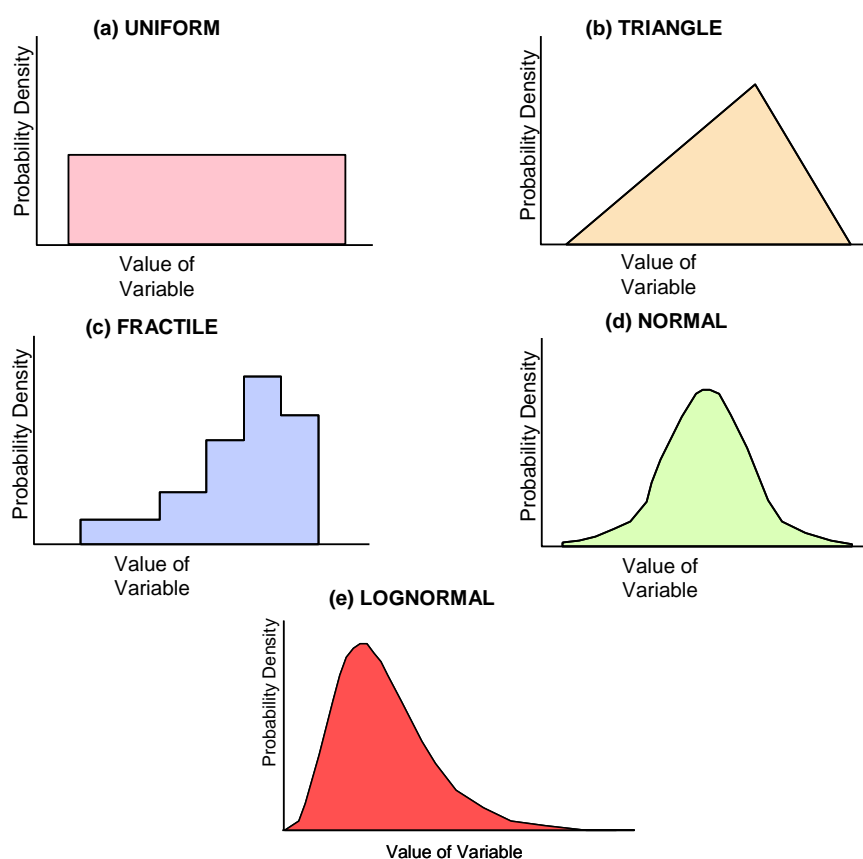 (a) UNIFORM
Probability Density
Value of
Variable
(b) TRIANGLE
Probability Density
Value of
Variable
(c) FRACTILE
Probability Density
Value of
Variable
(d) NORMAL
Probability Density
Value of
Variable
(e) LOGNORMAL
Probability Density
Value of Variable